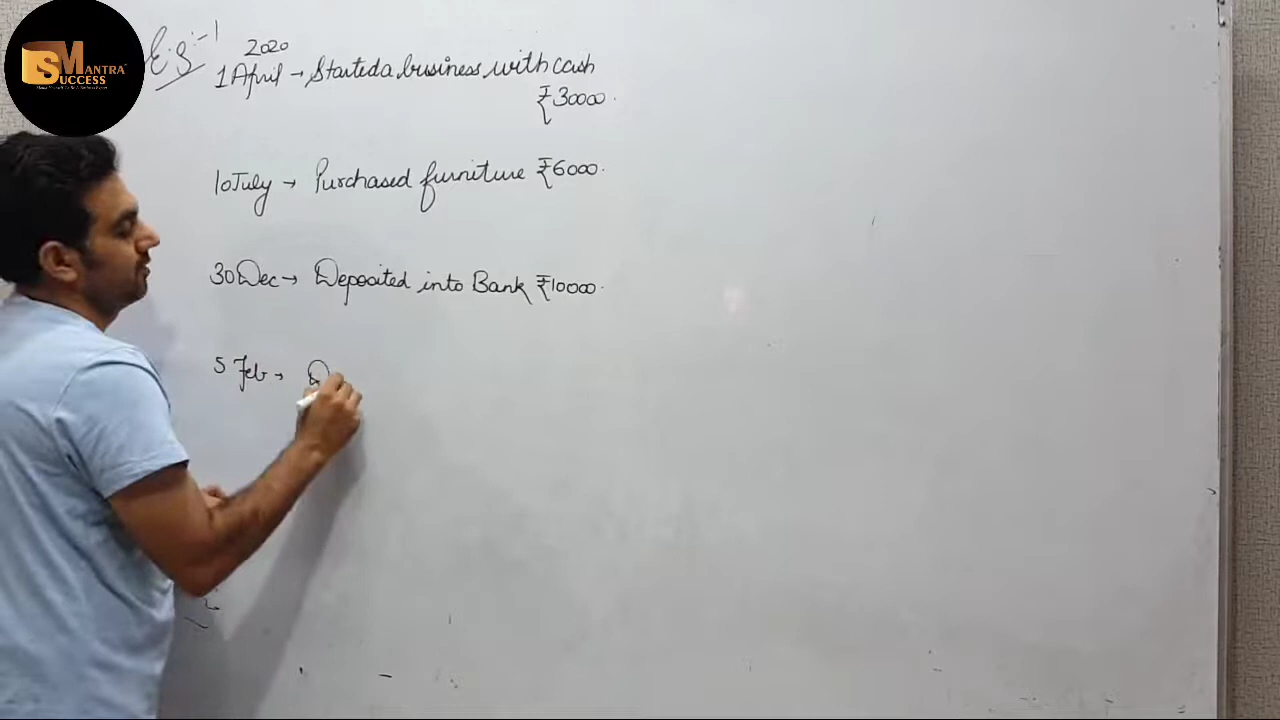 SM MANTRA
SUCCESS
E.g:-1
2020
1 April → Started a business with cash
₹30000.
10 July → Purchased furniture ₹6000.
30 Dec → Deposited into Bank ₹10000.
5 Feb → D